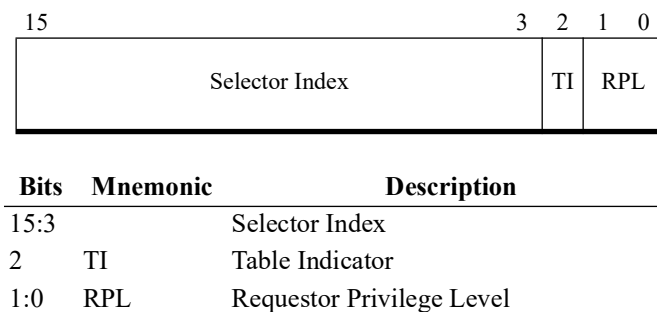 15 3 2 1 0
Selector Index TI RPL
Bits Mnemonic Description
15:3 Selector Index
2 TI Table Indicator
1:0 RPL Requestor Privilege Level